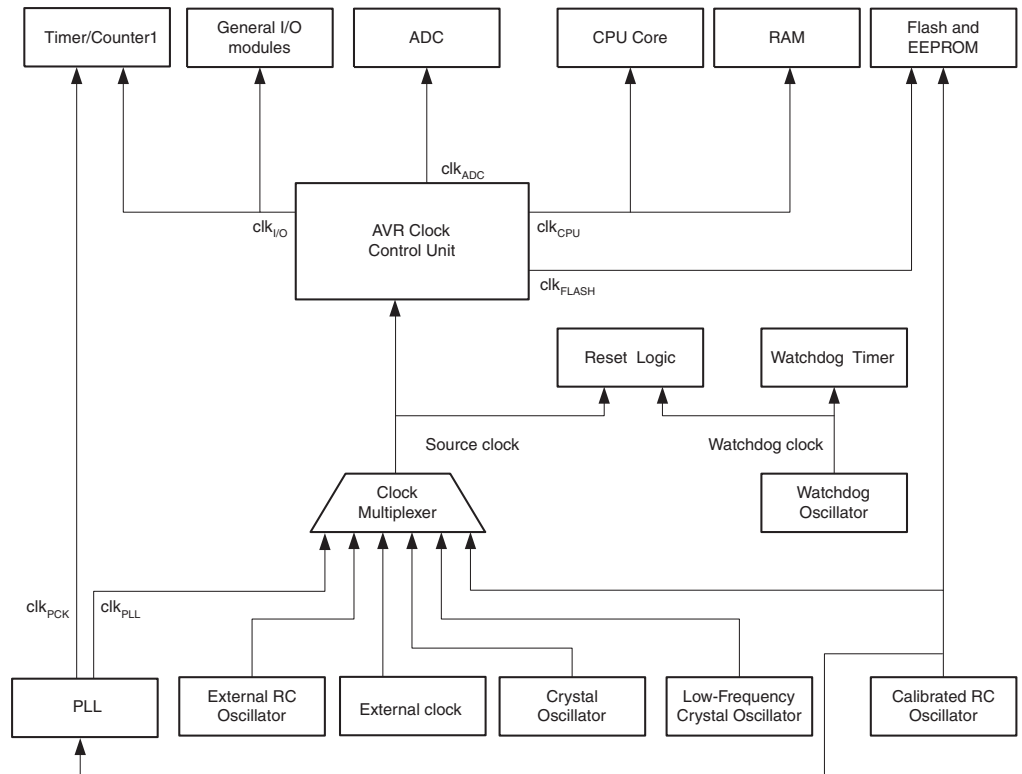 Timer/Counter1
General I/O
modules
ADC
CPU Core
RAM
Flash and
EEPROM
clkADC
clkI/O
AVR Clock
Control Unit
clkCPU
clkFLASH
Reset Logic
Watchdog Timer
Source clock
Watchdog clock
Clock
Multiplexer
Watchdog
Oscillator
clkPCK
clkPLL
PLL
External RC
Oscillator
External clock
Crystal
Oscillator
Low-Frequency
Crystal Oscillator
Calibrated RC
Oscillator